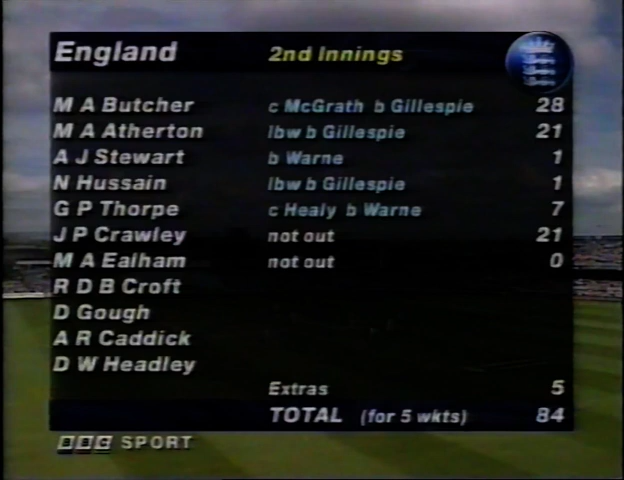 England 2nd Innings
M A Butcher c McGrath b Gillespie 28
M A Atherton lbw b Gillespie 21
A J Stewart b Warne 1
N Hussain lbw b Gillespie 1
G P Thorpe c Healy b Warne 7
J P Crawley not out 21
M A Ealham not out 0
R D B Croft
D Gough
A R Caddick
D W Headley
Extras 5
TOTAL (for 5 wkts) 84
BBC SPORT